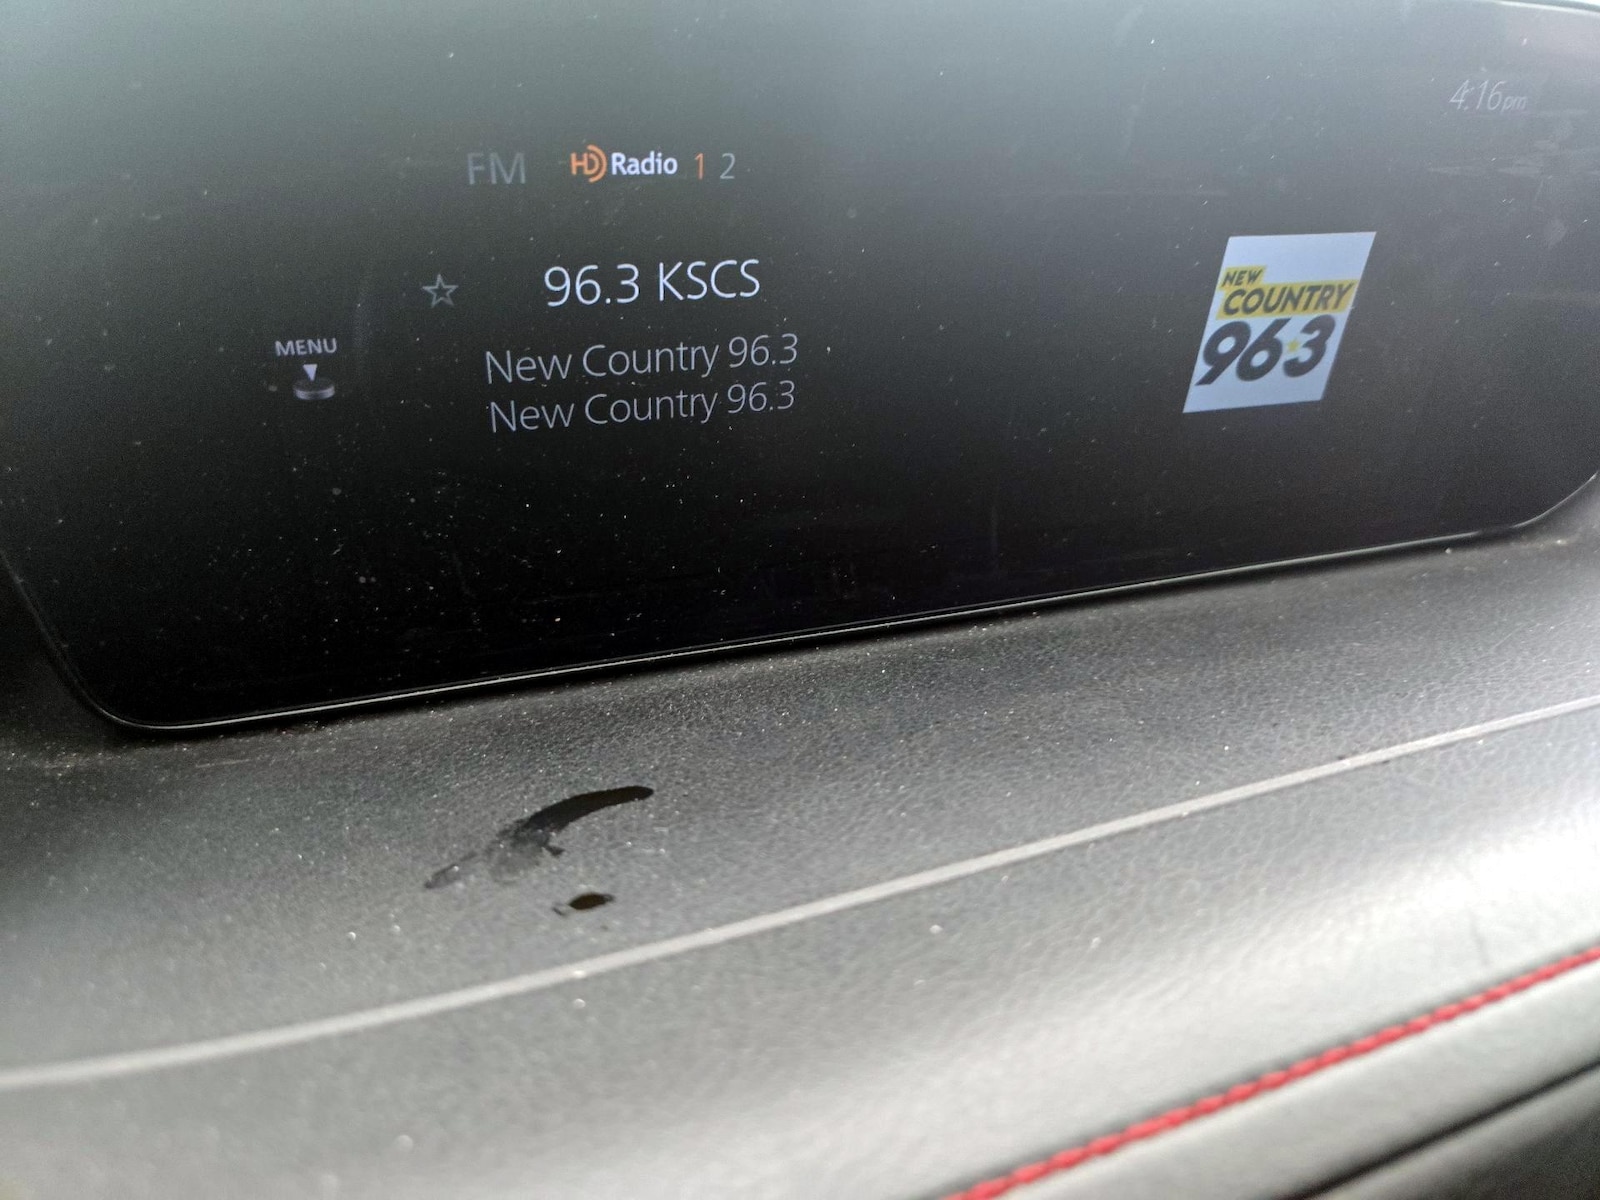 4:16pm
FM HD Radio 1 2
96.3 KSCS
MENU
New Country 96.3
New Country 96.3
NEW
COUNTRY
96.3